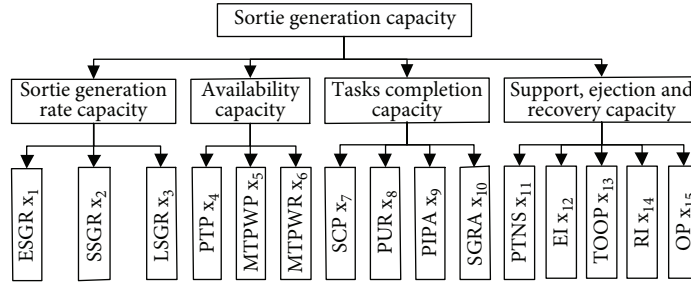 Sortie generation capacity
Sortie generation
rate capacity
Availability
capacity
Tasks completion
capacity
Support, ejection and
recovery capacity
ESGR x₁
SSGR x₂
LSGR x₃
PTP x₄
MTPWP x₅
MTPWR x₆
SCP x₇
PUR x₈
PIPA x₉
SGRA x₁₀
PTNS x₁₁
EI x₁₂
TOOP x₁₃
RI x₁₄
OP x₁₅